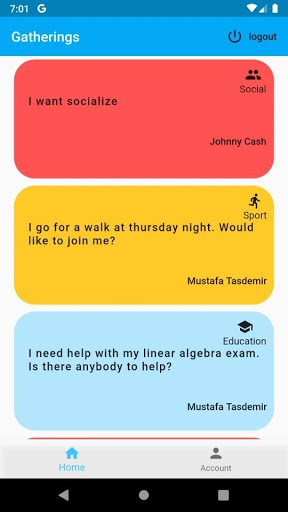 7:01 G
Gatherings
logout
Social
I want socialize
Johnny Cash
Sport
I go for a walk at thursday night. Would
like to join me?
Mustafa Tasdemir
Education
I need help with my linear algebra exam.
Is there anybody to help?
Mustafa Tasdemir
Home
Account